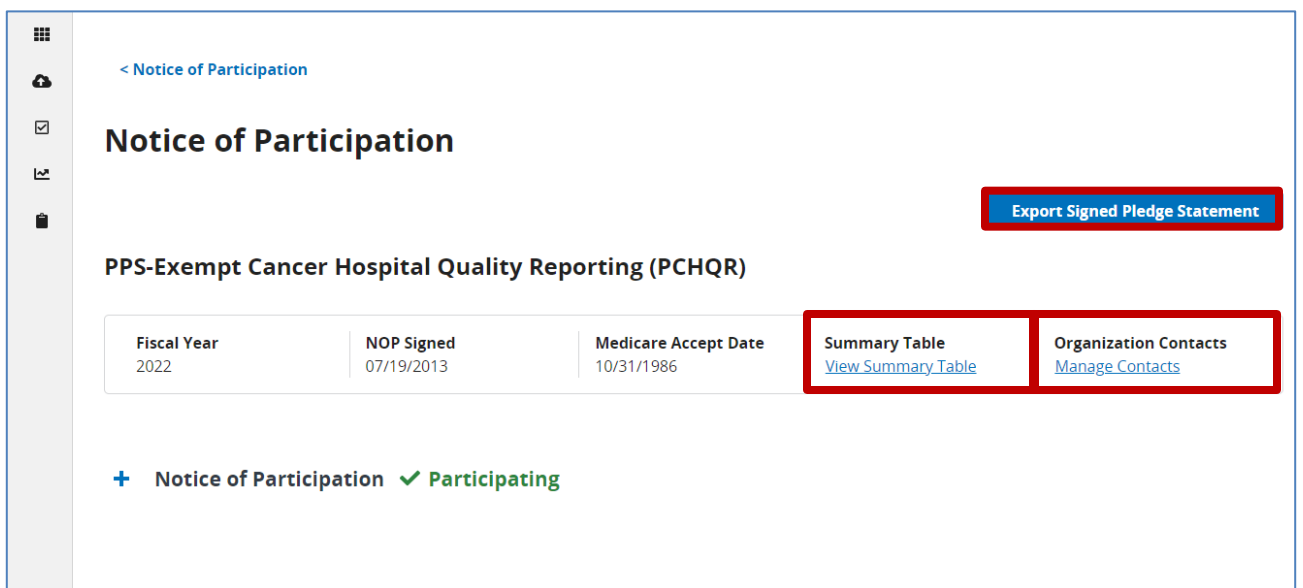 < Notice of Participation
Notice of Participation
Export Signed Pledge Statement
PPS-Exempt Cancer Hospital Quality Reporting (PCHQR)
Fiscal Year
2022
NOP Signed
07/19/2013
Medicare Accept Date
10/31/1986
Summary Table
View Summary Table
Organization Contacts
Manage Contacts
+ Notice of Participation ✓ Participating